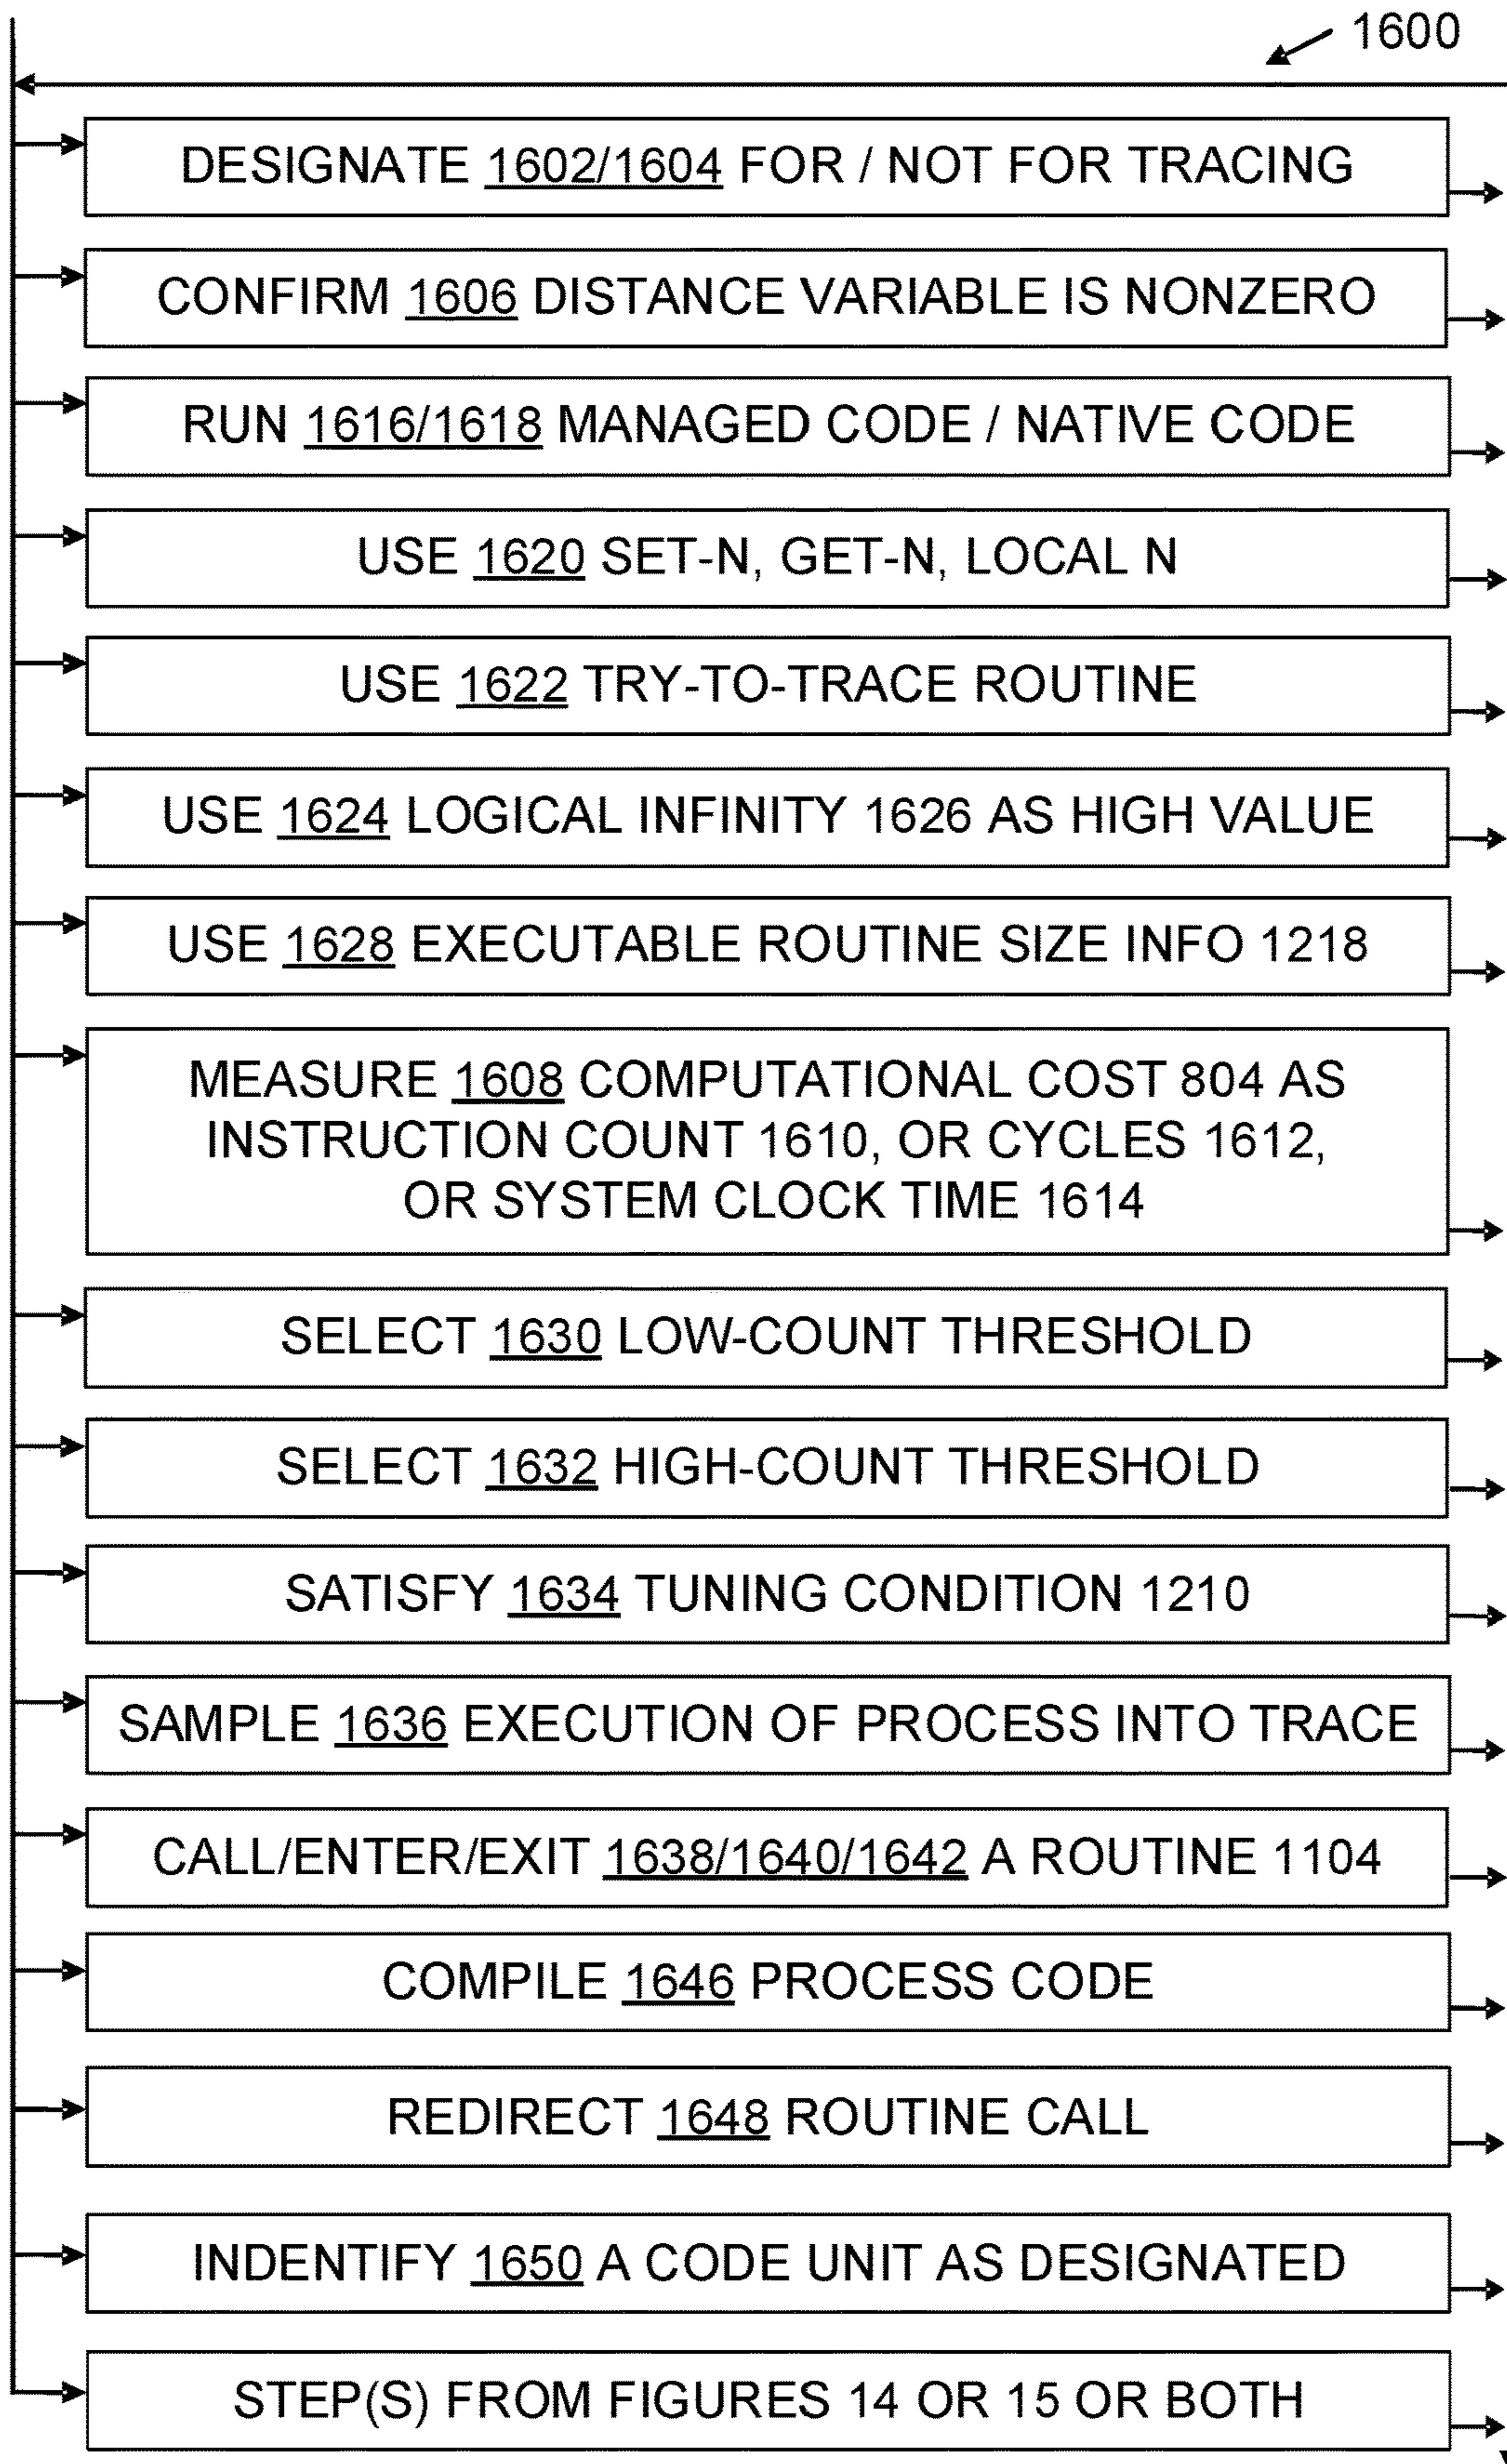 1600
DESIGNATE 1602/1604 FOR / NOT FOR TRACING
CONFIRM 1606 DISTANCE VARIABLE IS NONZERO
RUN 1616/1618 MANAGED CODE / NATIVE CODE
USE 1620 SET-N, GET-N, LOCAL N
USE 1622 TRY-TO-TRACE ROUTINE
USE 1624 LOGICAL INFINITY 1626 AS HIGH VALUE
USE 1628 EXECUTABLE ROUTINE SIZE INFO 1218
MEASURE 1608 COMPUTATIONAL COST 804 AS
INSTRUCTION COUNT 1610, OR CYCLES 1612,
OR SYSTEM CLOCK TIME 1614
SELECT 1630 LOW-COUNT THRESHOLD
SELECT 1632 HIGH-COUNT THRESHOLD
SATISFY 1634 TUNING CONDITION 1210
SAMPLE 1636 EXECUTION OF PROCESS INTO TRACE
CALL/ENTER/EXIT 1638/1640/1642 A ROUTINE 1104
COMPILE 1646 PROCESS CODE
REDIRECT 1648 ROUTINE CALL
INDENTIFY 1650 A CODE UNIT AS DESIGNATED
STEP(S) FROM FIGURES 14 OR 15 OR BOTH